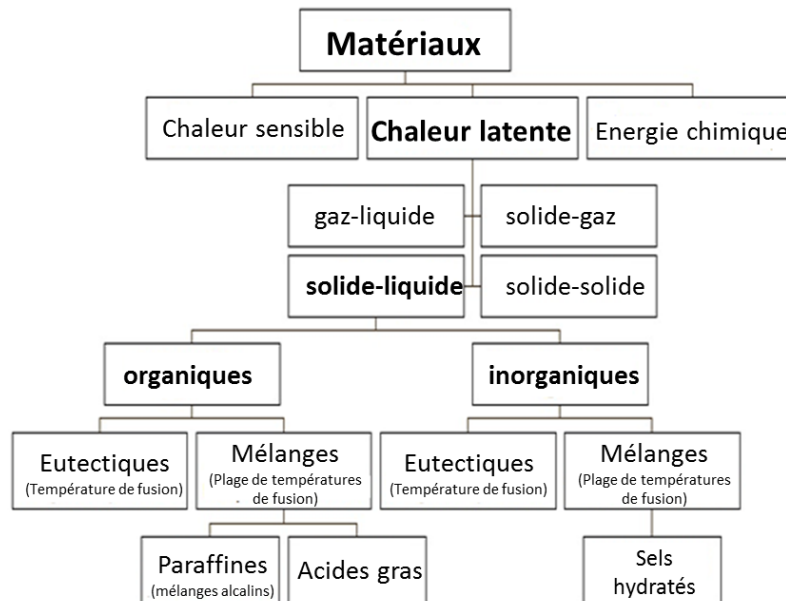 Matériaux
Chaleur sensible
Chaleur latente
Energie chimique
gaz-liquide
solide-gaz
solide-liquide
solide-solide
organiques
inorganiques
Eutectiques
(Température de fusion)
Mélanges
(Plage de températures
de fusion)
Eutectiques
(Température de fusion)
Mélanges
(Plage de températures
de fusion)
Paraffines
(mélanges alcalins)
Acides gras
Sels
hydratés